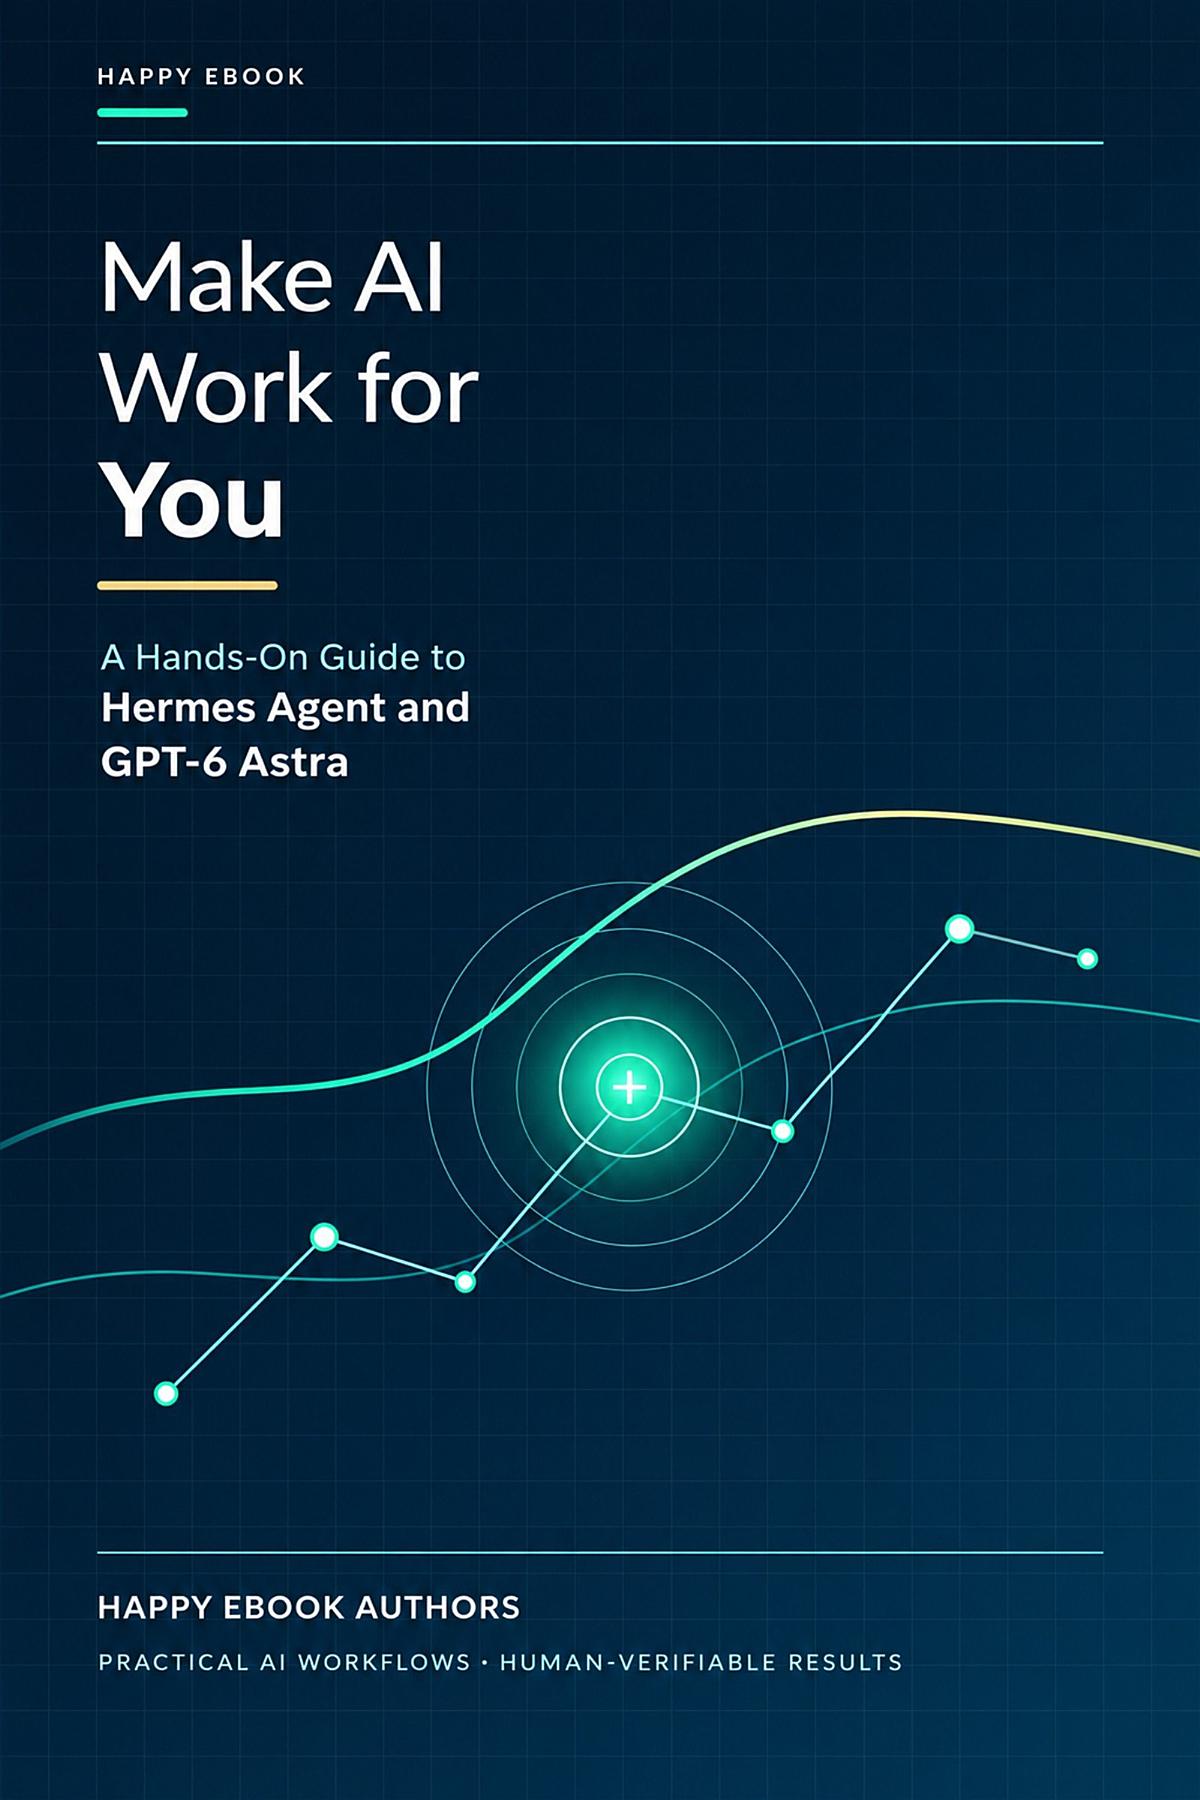 HAPPY EBOOK
Make AI
Work for
You
A Hands-On Guide to
Hermes Agent and
GPT-6 Astra
HAPPY EBOOK AUTHORS
PRACTICAL AI WORKFLOWS • HUMAN-VERIFIABLE RESULTS